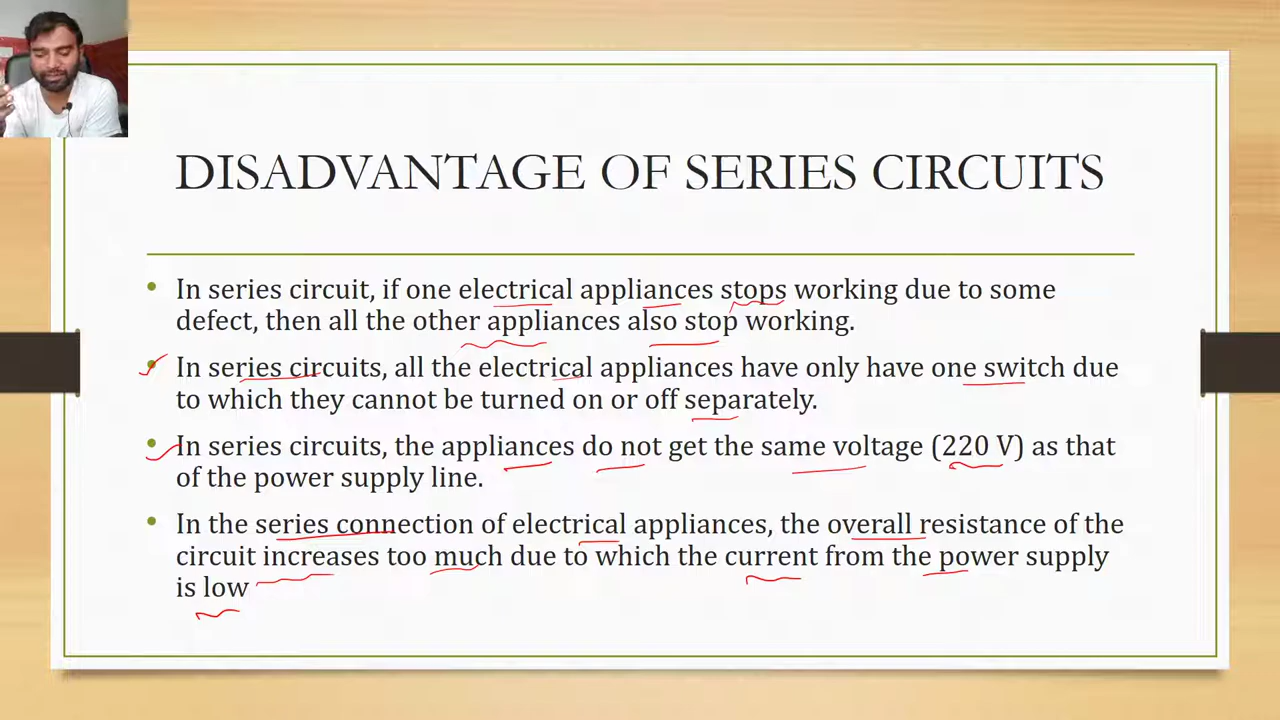 DISADVANTAGE OF SERIES CIRCUITS
• In series circuit, if one electrical appliances stops working due to some
defect, then all the other appliances also stop working.
• In series circuits, all the electrical appliances have only have one switch due
to which they cannot be turned on or off separately.
• In series circuits, the appliances do not get the same voltage (220 V) as that
of the power supply line.
• In the series connection of electrical appliances, the overall resistance of the
circuit increases too much due to which the current from the power supply
is low